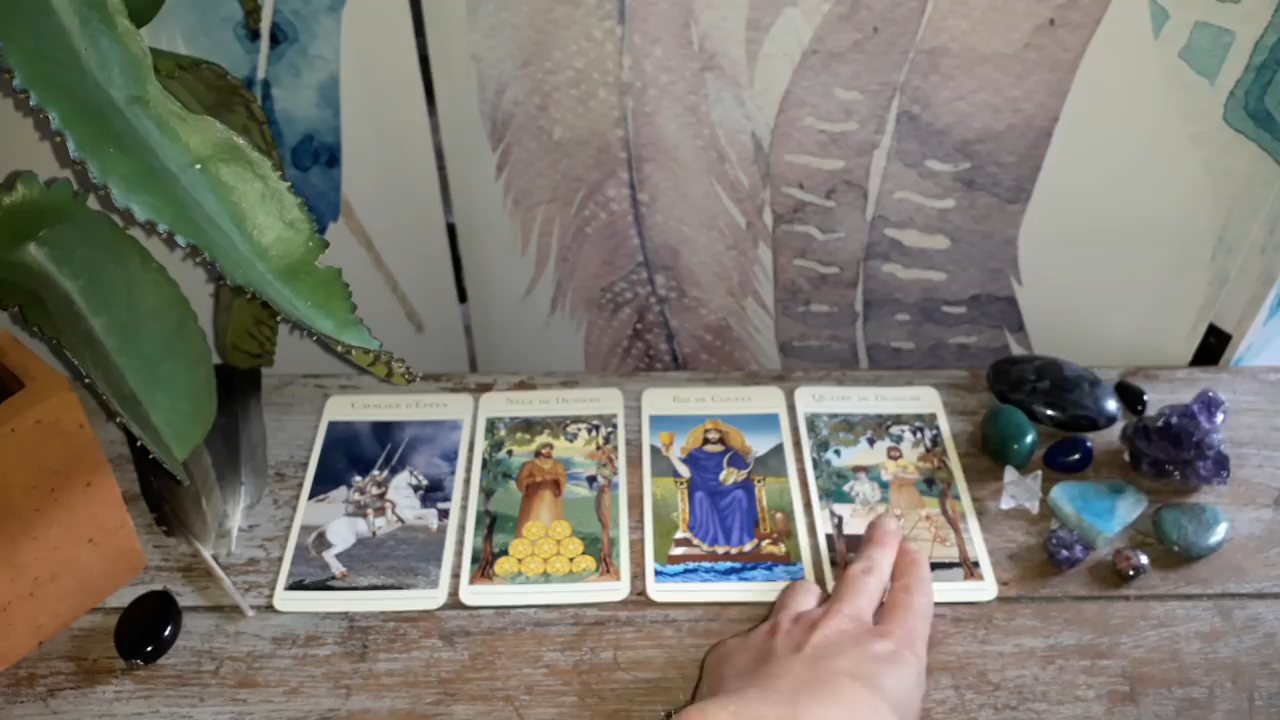 CAVALIER D'ÉPÉES
NEUF DE DENIERS
ROI DE COUPES
QUATRE DE DENIERS